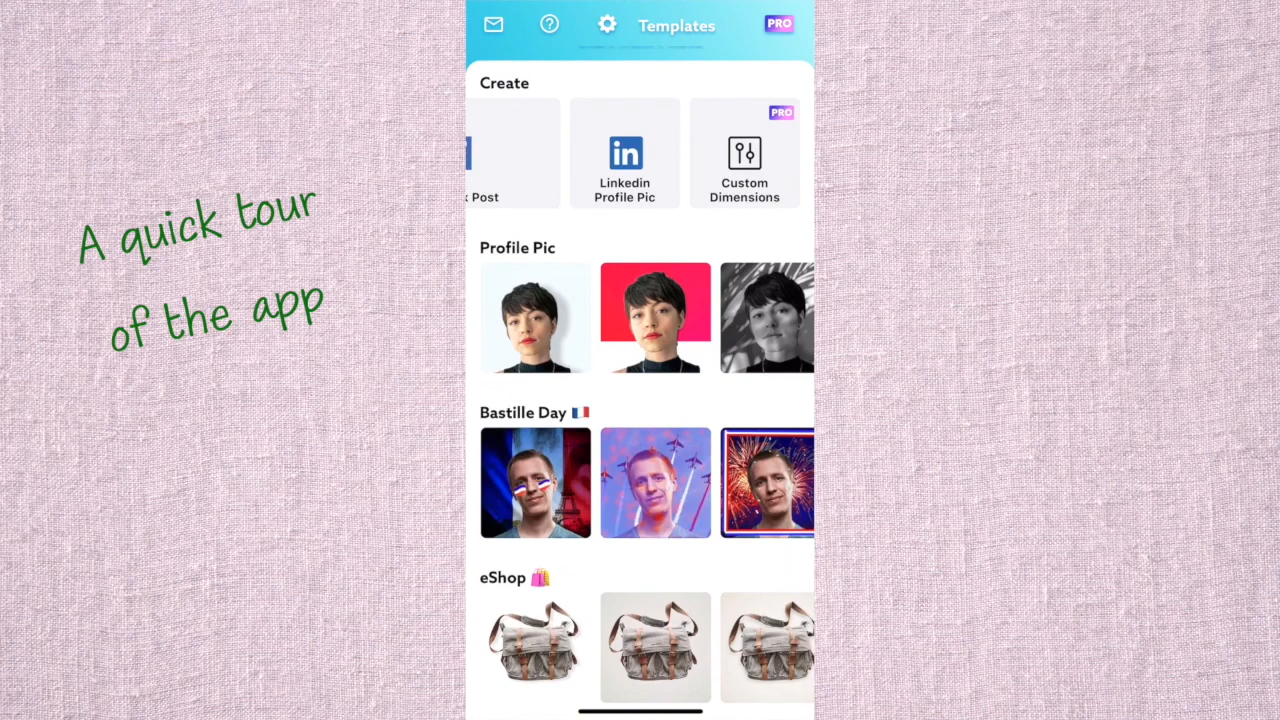 A quick tour
of the app
Templates
PRO
Create
PRO
in
Post
Linkedin
Profile Pic
Custom
Dimensions
Profile Pic
Bastille Day 🇫🇷
eShop 🛍️